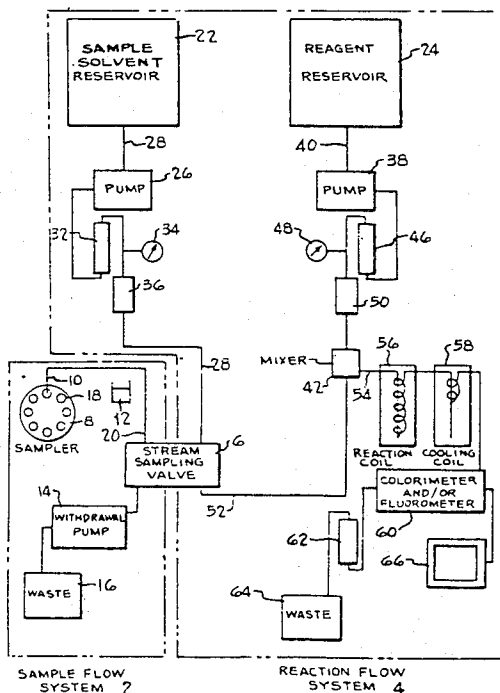 SAMPLE
SOLVENT
RESERVOIR
22
REAGENT
RESERVOIR
24
28
40
26
PUMP
38
PUMP
32
34
48
46
36
50
MIXER
42
56
58
54
28
10
18
8
12
20
SAMPLER
6
STREAM
SAMPLING
VALVE
REACTION
COIL
COOLING
COIL
52
14
WITHDRAWAL
PUMP
COLORIMETER
AND/OR
FLUROMETER
60
62
66
16
WASTE
64
WASTE
SAMPLE FLOW
SYSTEM 2
REACTION FLOW
SYSTEM 4